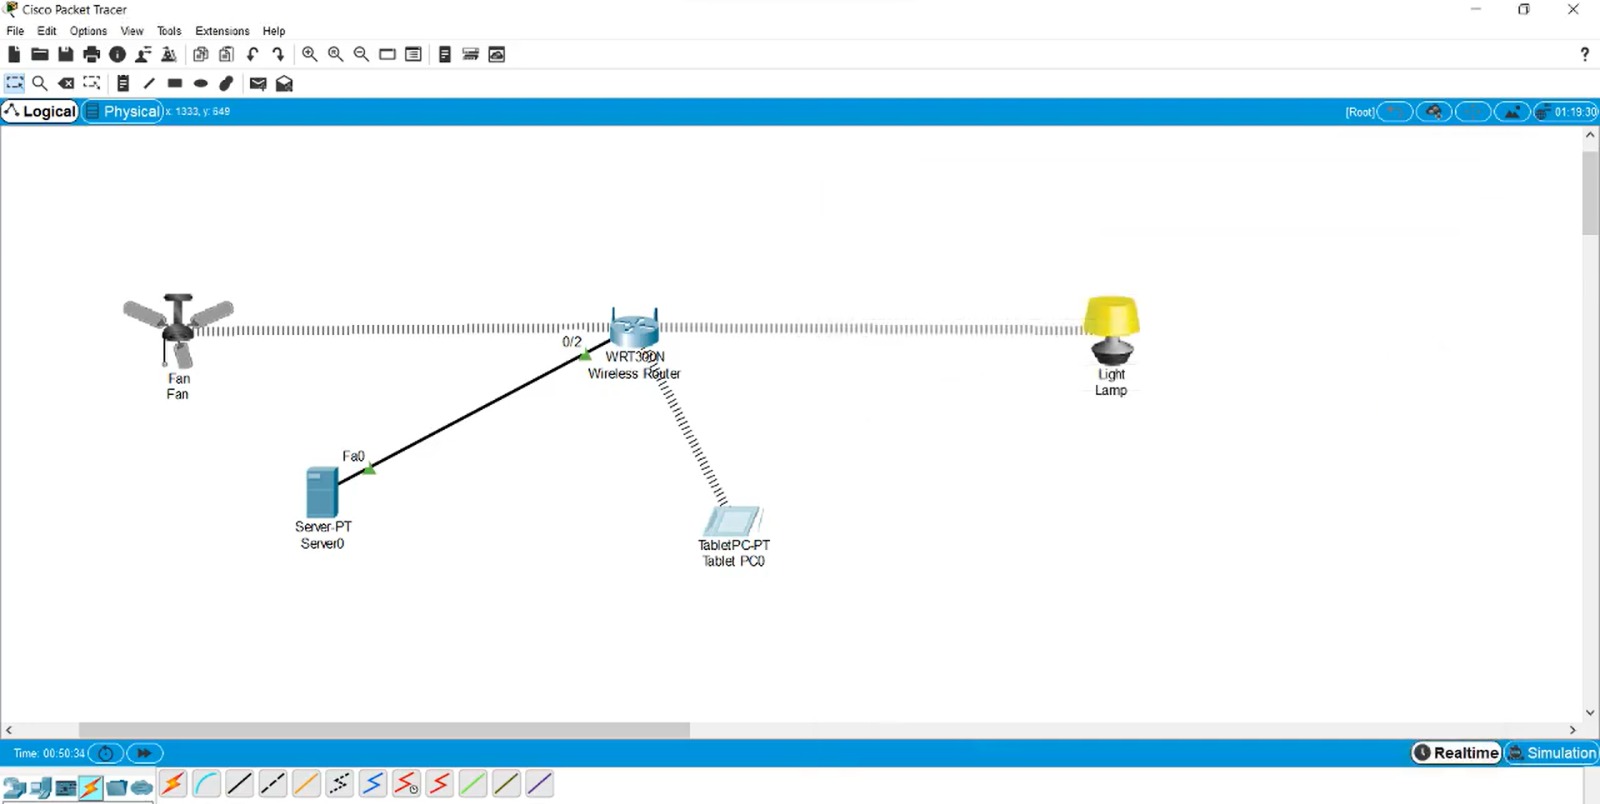 Cisco Packet Tracer
File Edit Options View Tools Extensions Help
?
Logical Physical x: 1333, y: 649 [Root] 01:19:30
0/2
WRT300N
Wireless Router
Fan
Fan
Light
Lamp
Fa0
Server-PT
Server0
TabletPC-PT
Tablet PC0
Time: 00:50:34 Realtime Simulation